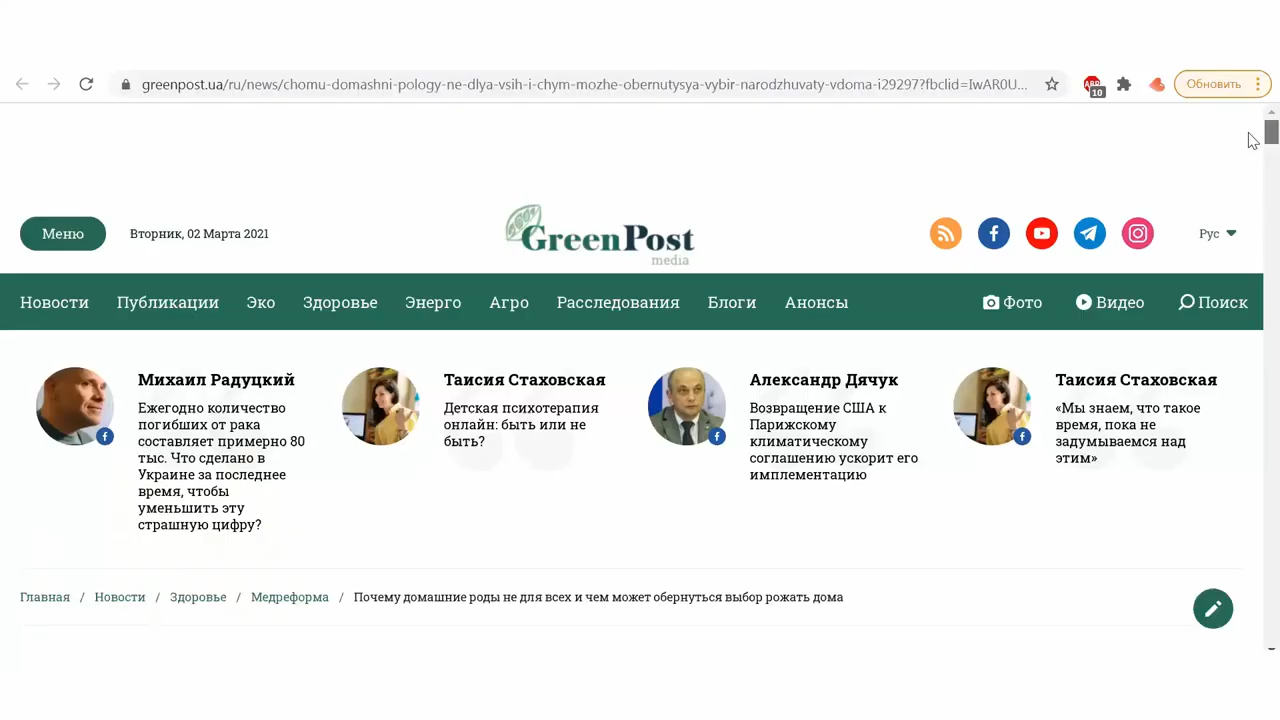 greenpost.ua/ru/news/chomu-domashni-pology-ne-dlya-vsih-i-chym-mozhe-obernutysya-vybir-narodzhuvaty-vdoma-i29297?fbclid=IwAR0U...
ABP
10
Обновить
Меню
Вторник, 02 Марта 2021
GreenPost
media
Рус
Новости
Публикации
Эко
Здоровье
Энерго
Агро
Расследования
Блоги
Анонсы
Фото
Видео
Поиск
Михаил Радуцкий
Ежегодно количество
погибших от рака
составляет примерно 80
тыс. Что сделано в
Украине за последнее
время, чтобы
уменьшить эту
страшную цифру?
Таисия Стаховская
Детская психотерапия
онлайн: быть или не
быть?
Александр Дячук
Возвращение США к
Парижскому
климатическому
соглашению ускорит его
имплементацию
Таисия Стаховская
«Мы знаем, что такое
время, пока не
задумываемся над
этим»
Главная / Новости / Здоровье / Медреформа / Почему домашние роды не для всех и чем может обернуться выбор рожать дома